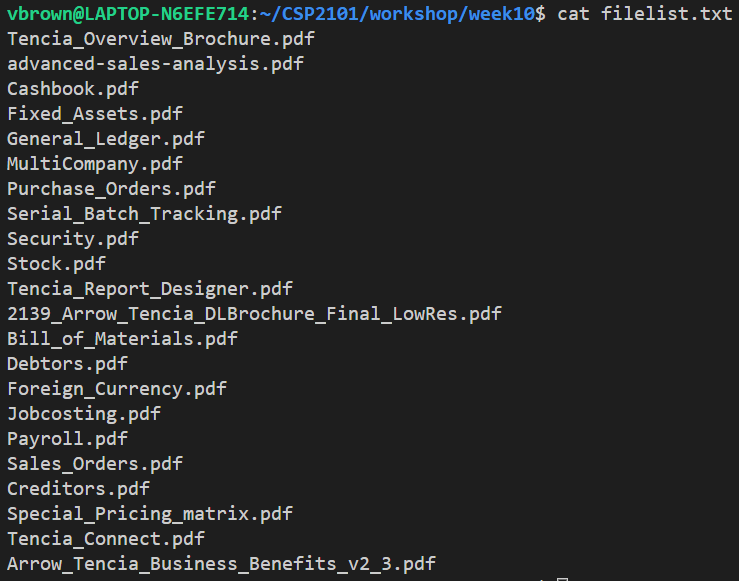 vbrown@LAPTOP-N6EFE714:~/CSP2101/workshop/week10$ cat filelist.txt
Tencia_Overview_Brochure.pdf
advanced-sales-analysis.pdf
Cashbook.pdf
Fixed_Assets.pdf
General_Ledger.pdf
MultiCompany.pdf
Purchase_Orders.pdf
Serial_Batch_Tracking.pdf
Security.pdf
Stock.pdf
Tencia_Report_Designer.pdf
2139_Arrow_Tencia_DLBrochure_Final_LowRes.pdf
Bill_of_Materials.pdf
Debtors.pdf
Foreign_Currency.pdf
Jobcosting.pdf
Payroll.pdf
Sales_Orders.pdf
Creditors.pdf
Special_Pricing_matrix.pdf
Tencia_Connect.pdf
Arrow_Tencia_Business_Benefits_v2_3.pdf